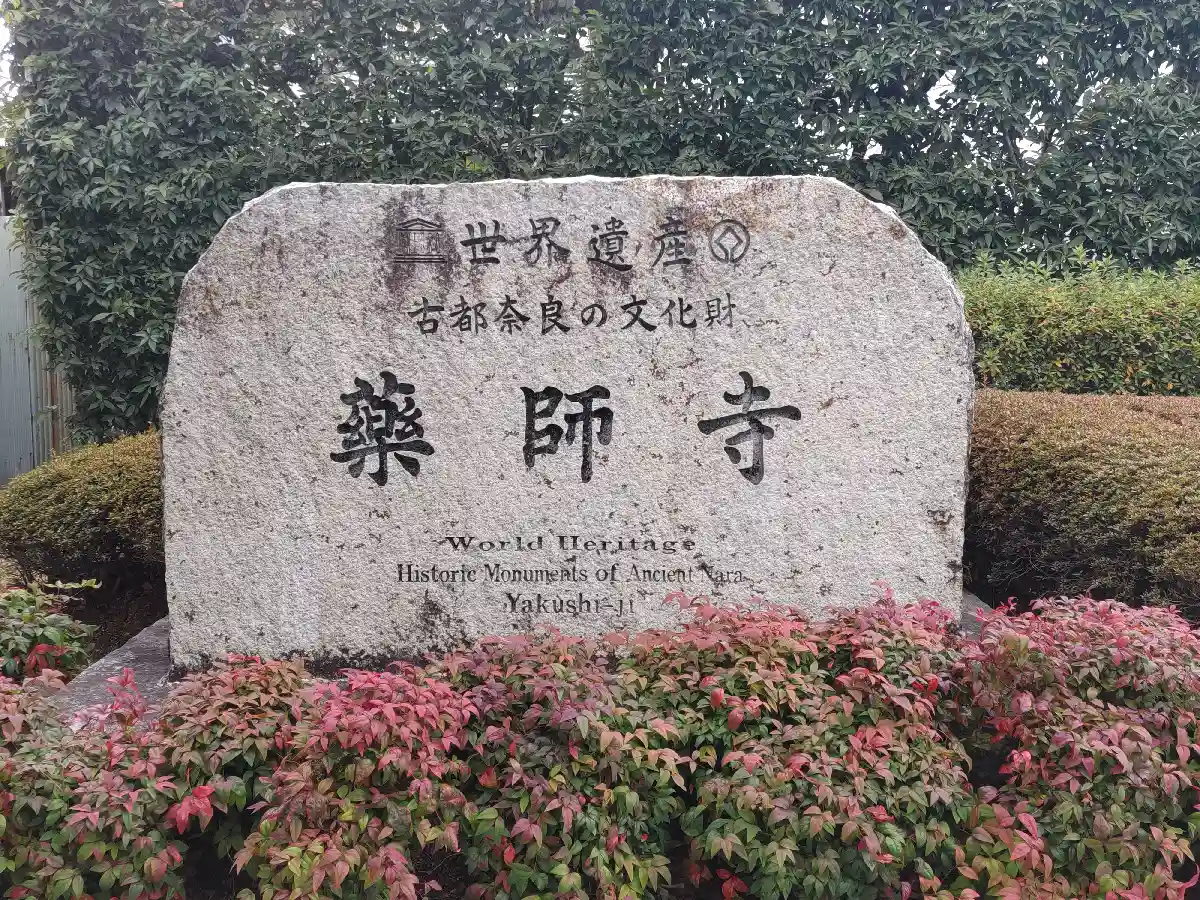 世界遺産
古都奈良の文化財
藥師寺
World Heritage
Historic Monuments of Ancient Nara
Yakushi-ji